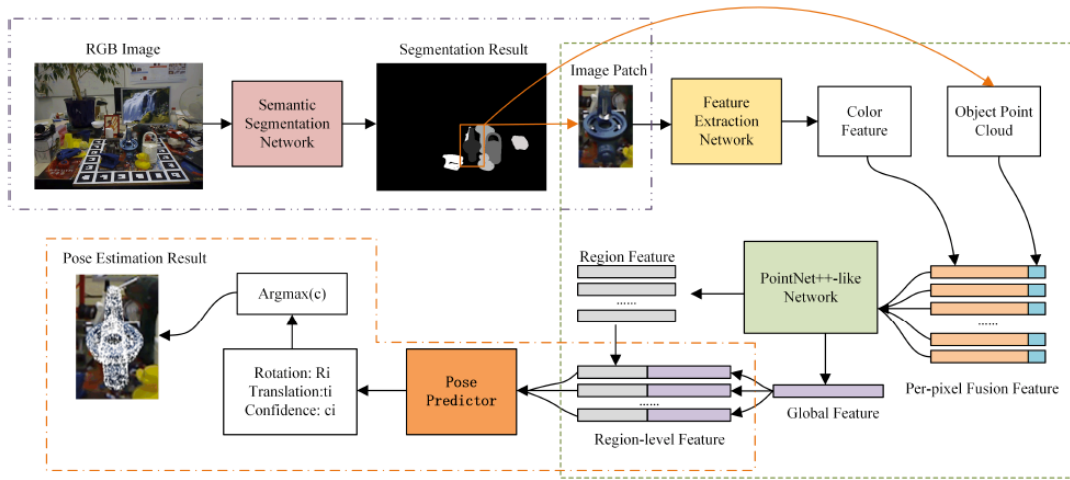 RGB Image
Segmentation Result
Image Patch
Semantic
Segmentation
Network
Feature
Extraction
Network
Color
Feature
Object Point
Cloud
Pose Estimation Result
Argmax(c)
Rotation: Ri
Translation:ti
Confidence: ci
Pose
Predictor
Region Feature
......
PointNet++-like
Network
......
Per-pixel Fusion Feature
......
Global Feature
Region-level Feature